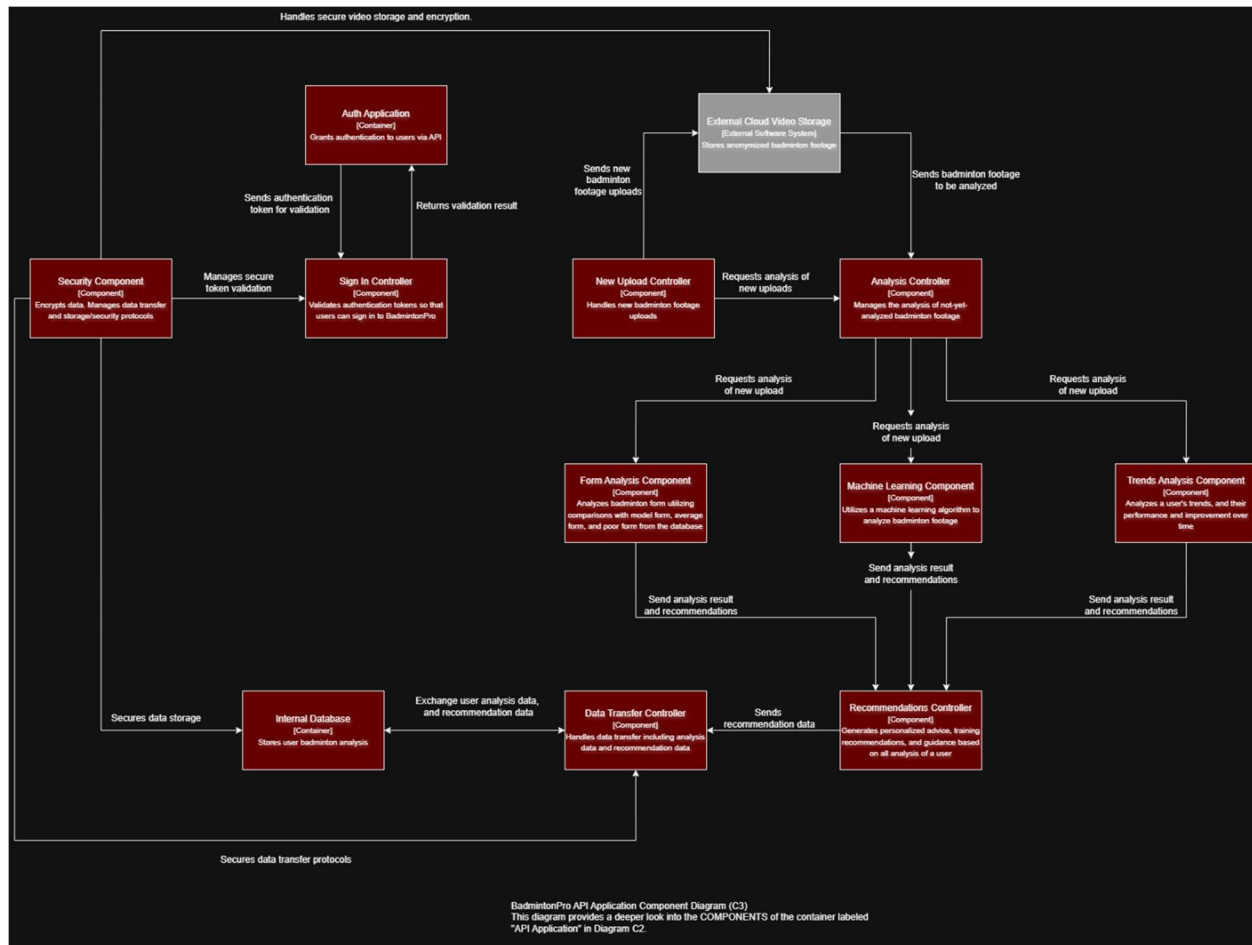 Handles secure video storage and encryption.
Auth Application
[Container]
Grants authentication to users via API
External Cloud Video Storage
[External Software System]
Stores anonymized badminton footage
Sends new
badminton
footage uploads
Sends badminton footage
to be analyzed
Sends authentication
token for validation
Returns validation result
Security Component
[Component]
Encrypts data. Manages data transfer
and storage/security protocols
Manages secure
token validation
Sign In Controller
[Component]
Validates authentication tokens so that
users can sign in to BadmintonPro
New Upload Controller
[Component]
Handles new badminton footage
uploads
Requests analysis of
new uploads
Analysis Controller
[Component]
Manages the analysis of not-yet-
analyzed badminton footage
Requests analysis
of new upload
Requests analysis
of new upload
Requests analysis
of new upload
Form Analysis Component
[Component]
Analyzes badminton form utilizing
comparisons with model form, average
form, and poor form from the database
Machine Learning Component
[Component]
Utilizes a machine learning algorithm to
analyze badminton footage
Trends Analysis Component
[Component]
Analyzes a user's trends, and their
performance and improvement over
time
Send analysis result
and recommendations
Send analysis result
and recommendations
Send analysis result
and recommendations
Secures data storage
Internal Database
[Container]
Stores user badminton analysis
Exchange user analysis data,
and recommendation data
Data Transfer Controller
[Component]
Handles data transfer including analysis
data and recommendation data
Sends
recommendation data
Recommendations Controller
[Component]
Generates personalized advice, training
recommendations, and guidance based
on all analysis of a user
Secures data transfer protocols
BadmintonPro API Application Component Diagram (C3)
This diagram provides a deeper look into the COMPONENTS of the container labeled
"API Application" in Diagram C2.